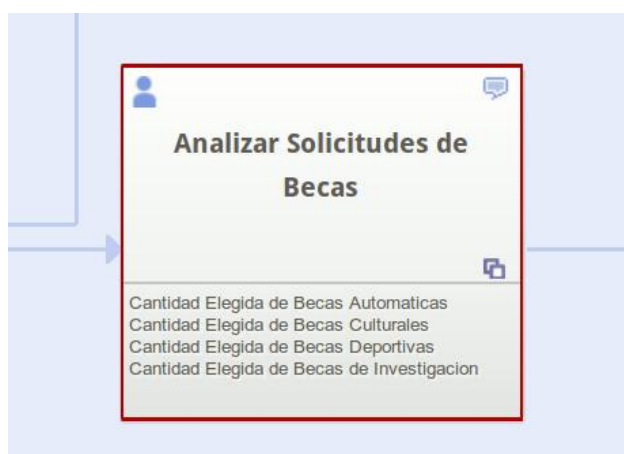 Analizar Solicitudes de
Becas
Cantidad Elegida de Becas Automaticas
Cantidad Elegida de Becas Culturales
Cantidad Elegida de Becas Deportivas
Cantidad Elegida de Becas de Investigacion